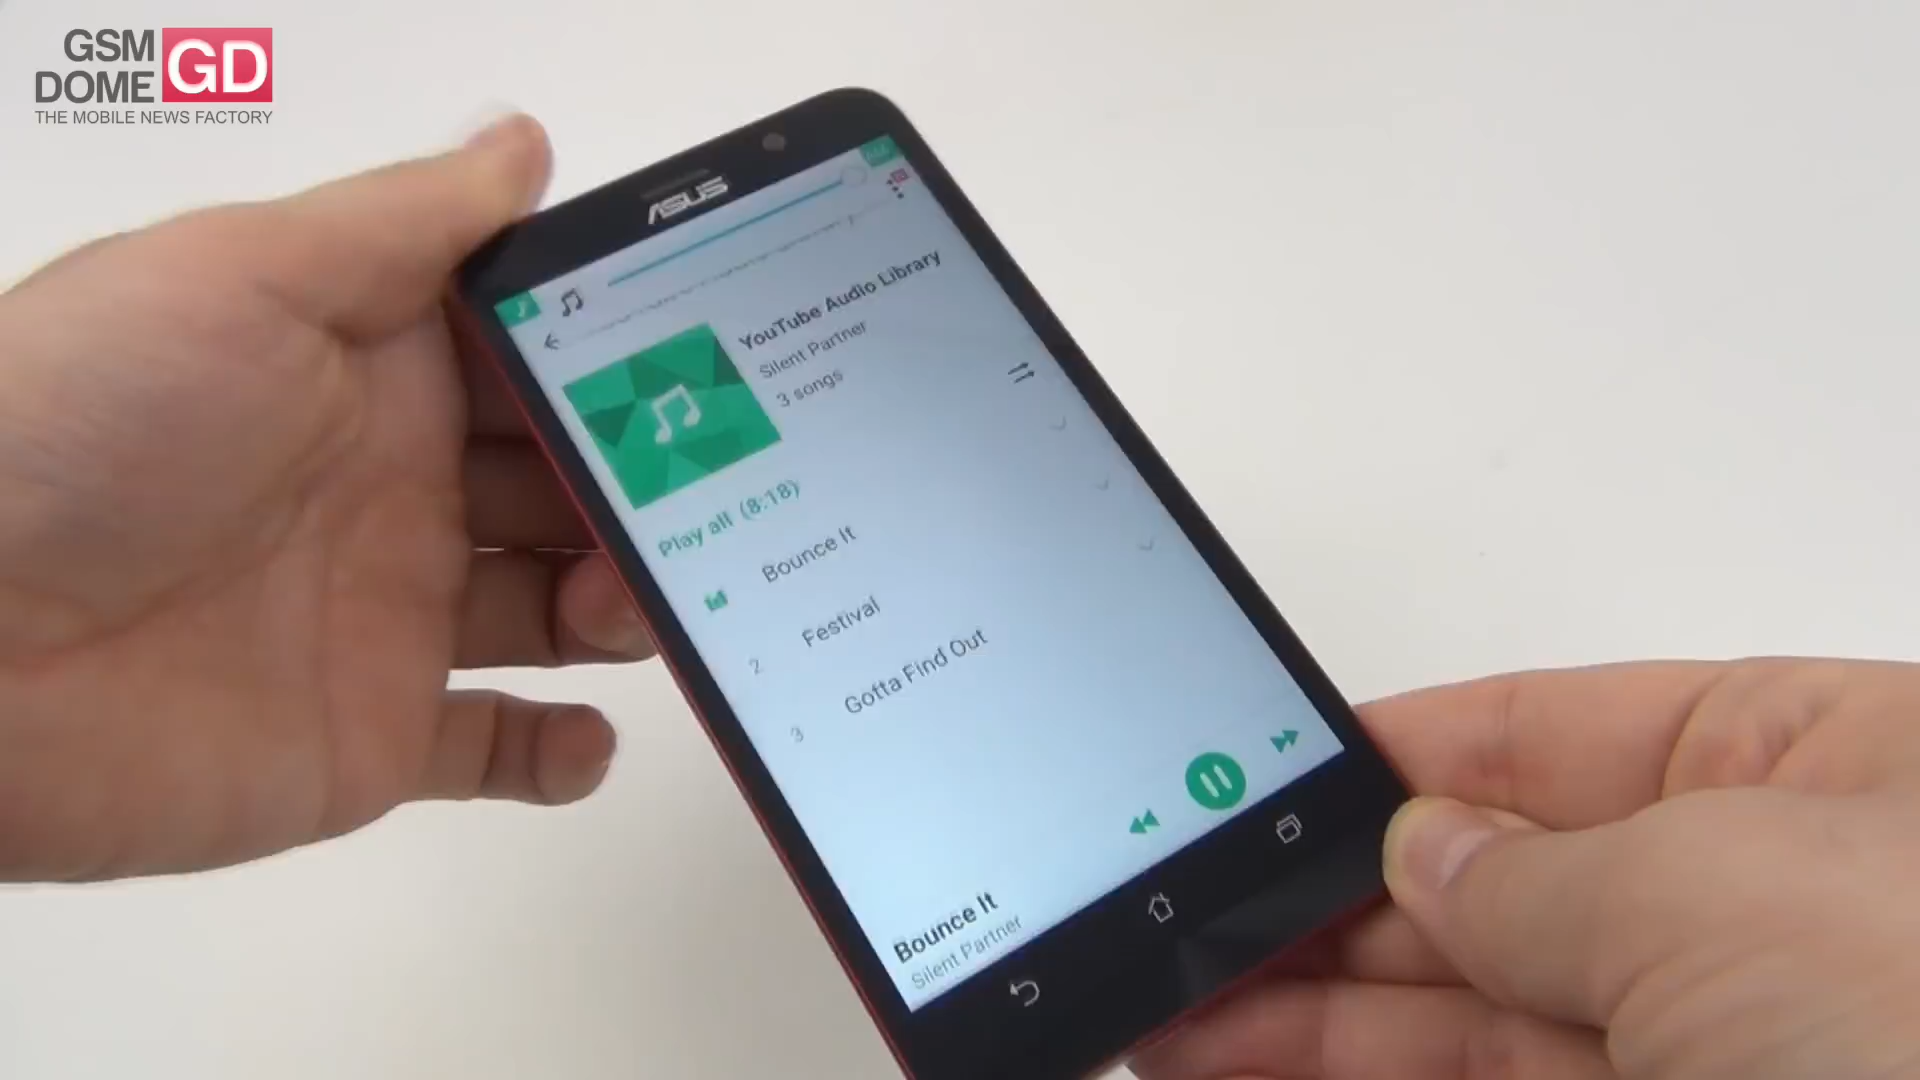 GSM
DOME
GD
THE MOBILE NEWS FACTORY
ASUS
YouTube Audio Library
Silent Partner
3 songs
Play all (8:18)
Bounce It
2 Festival
3 Gotta Find Out
Bounce It
Silent Partner